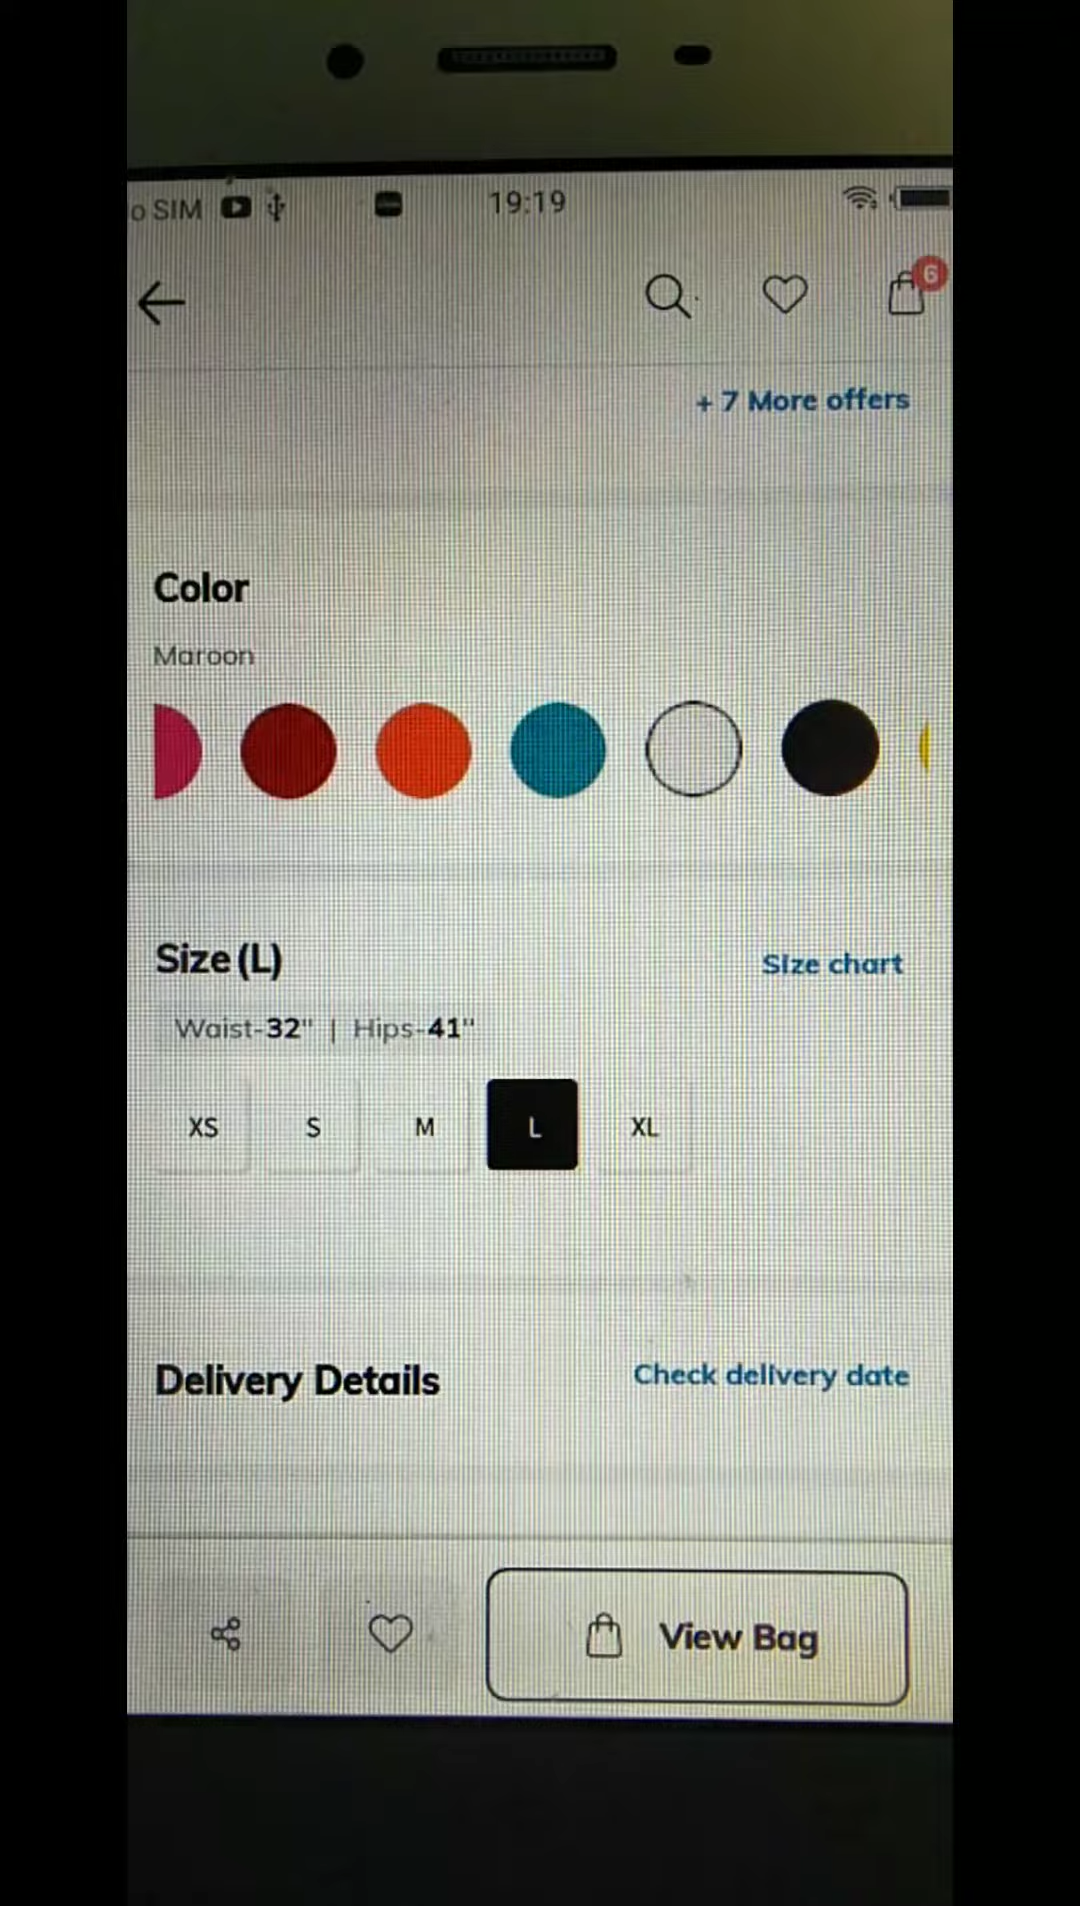 o SIM 19:19
6
+ 7 More offers
Color
Maroon
Size (L) Size chart
Waist-32" | Hips-41"
XS S M L XL
Delivery Details Check delivery date
View Bag